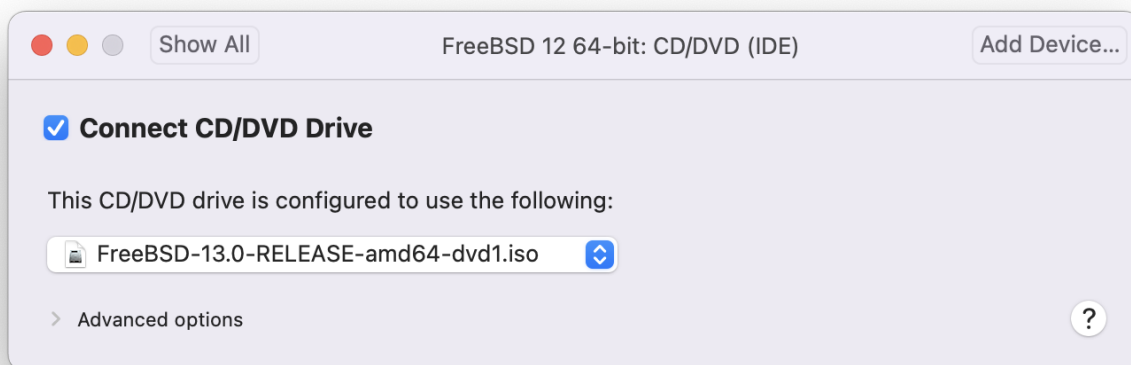 Show All FreeBSD 12 64-bit: CD/DVD (IDE) Add Device...
Connect CD/DVD Drive
This CD/DVD drive is configured to use the following:
FreeBSD-13.0-RELEASE-amd64-dvd1.iso
Advanced options ?